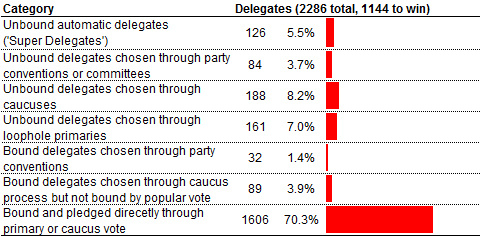 Category Delegates (2286 total, 1144 to win)
Unbound automatic delegates
('Super Delegates') 126 5.5%
Unbound delegates chosen through party
conventions or committees 84 3.7%
Unbound delegates chosen through
caucuses 188 8.2%
Unbound delegates chosen through
loophole primaries 161 7.0%
Bound delegates chosen through party
conventions 32 1.4%
Bound delegates chosen through caucus
process but not bound by popular vote 89 3.9%
Bound and pledged direcetly through
primary or caucus vote 1606 70.3%